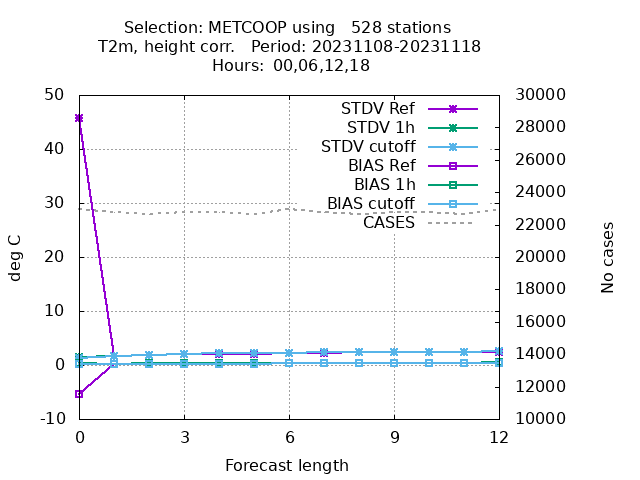 Selection: METCOOP using   528 stations
T2m, height corr.   Period: 20231108-20231118
Hours:  00,06,12,18
50
40
30
20
10
0
-10
deg C
STDV Ref
STDV 1h
STDV cutoff
BIAS Ref
BIAS 1h
BIAS cutoff
CASES
30000
28000
26000
24000
22000
20000
18000
16000
14000
12000
10000
No cases
0 3 6 9 12
Forecast length